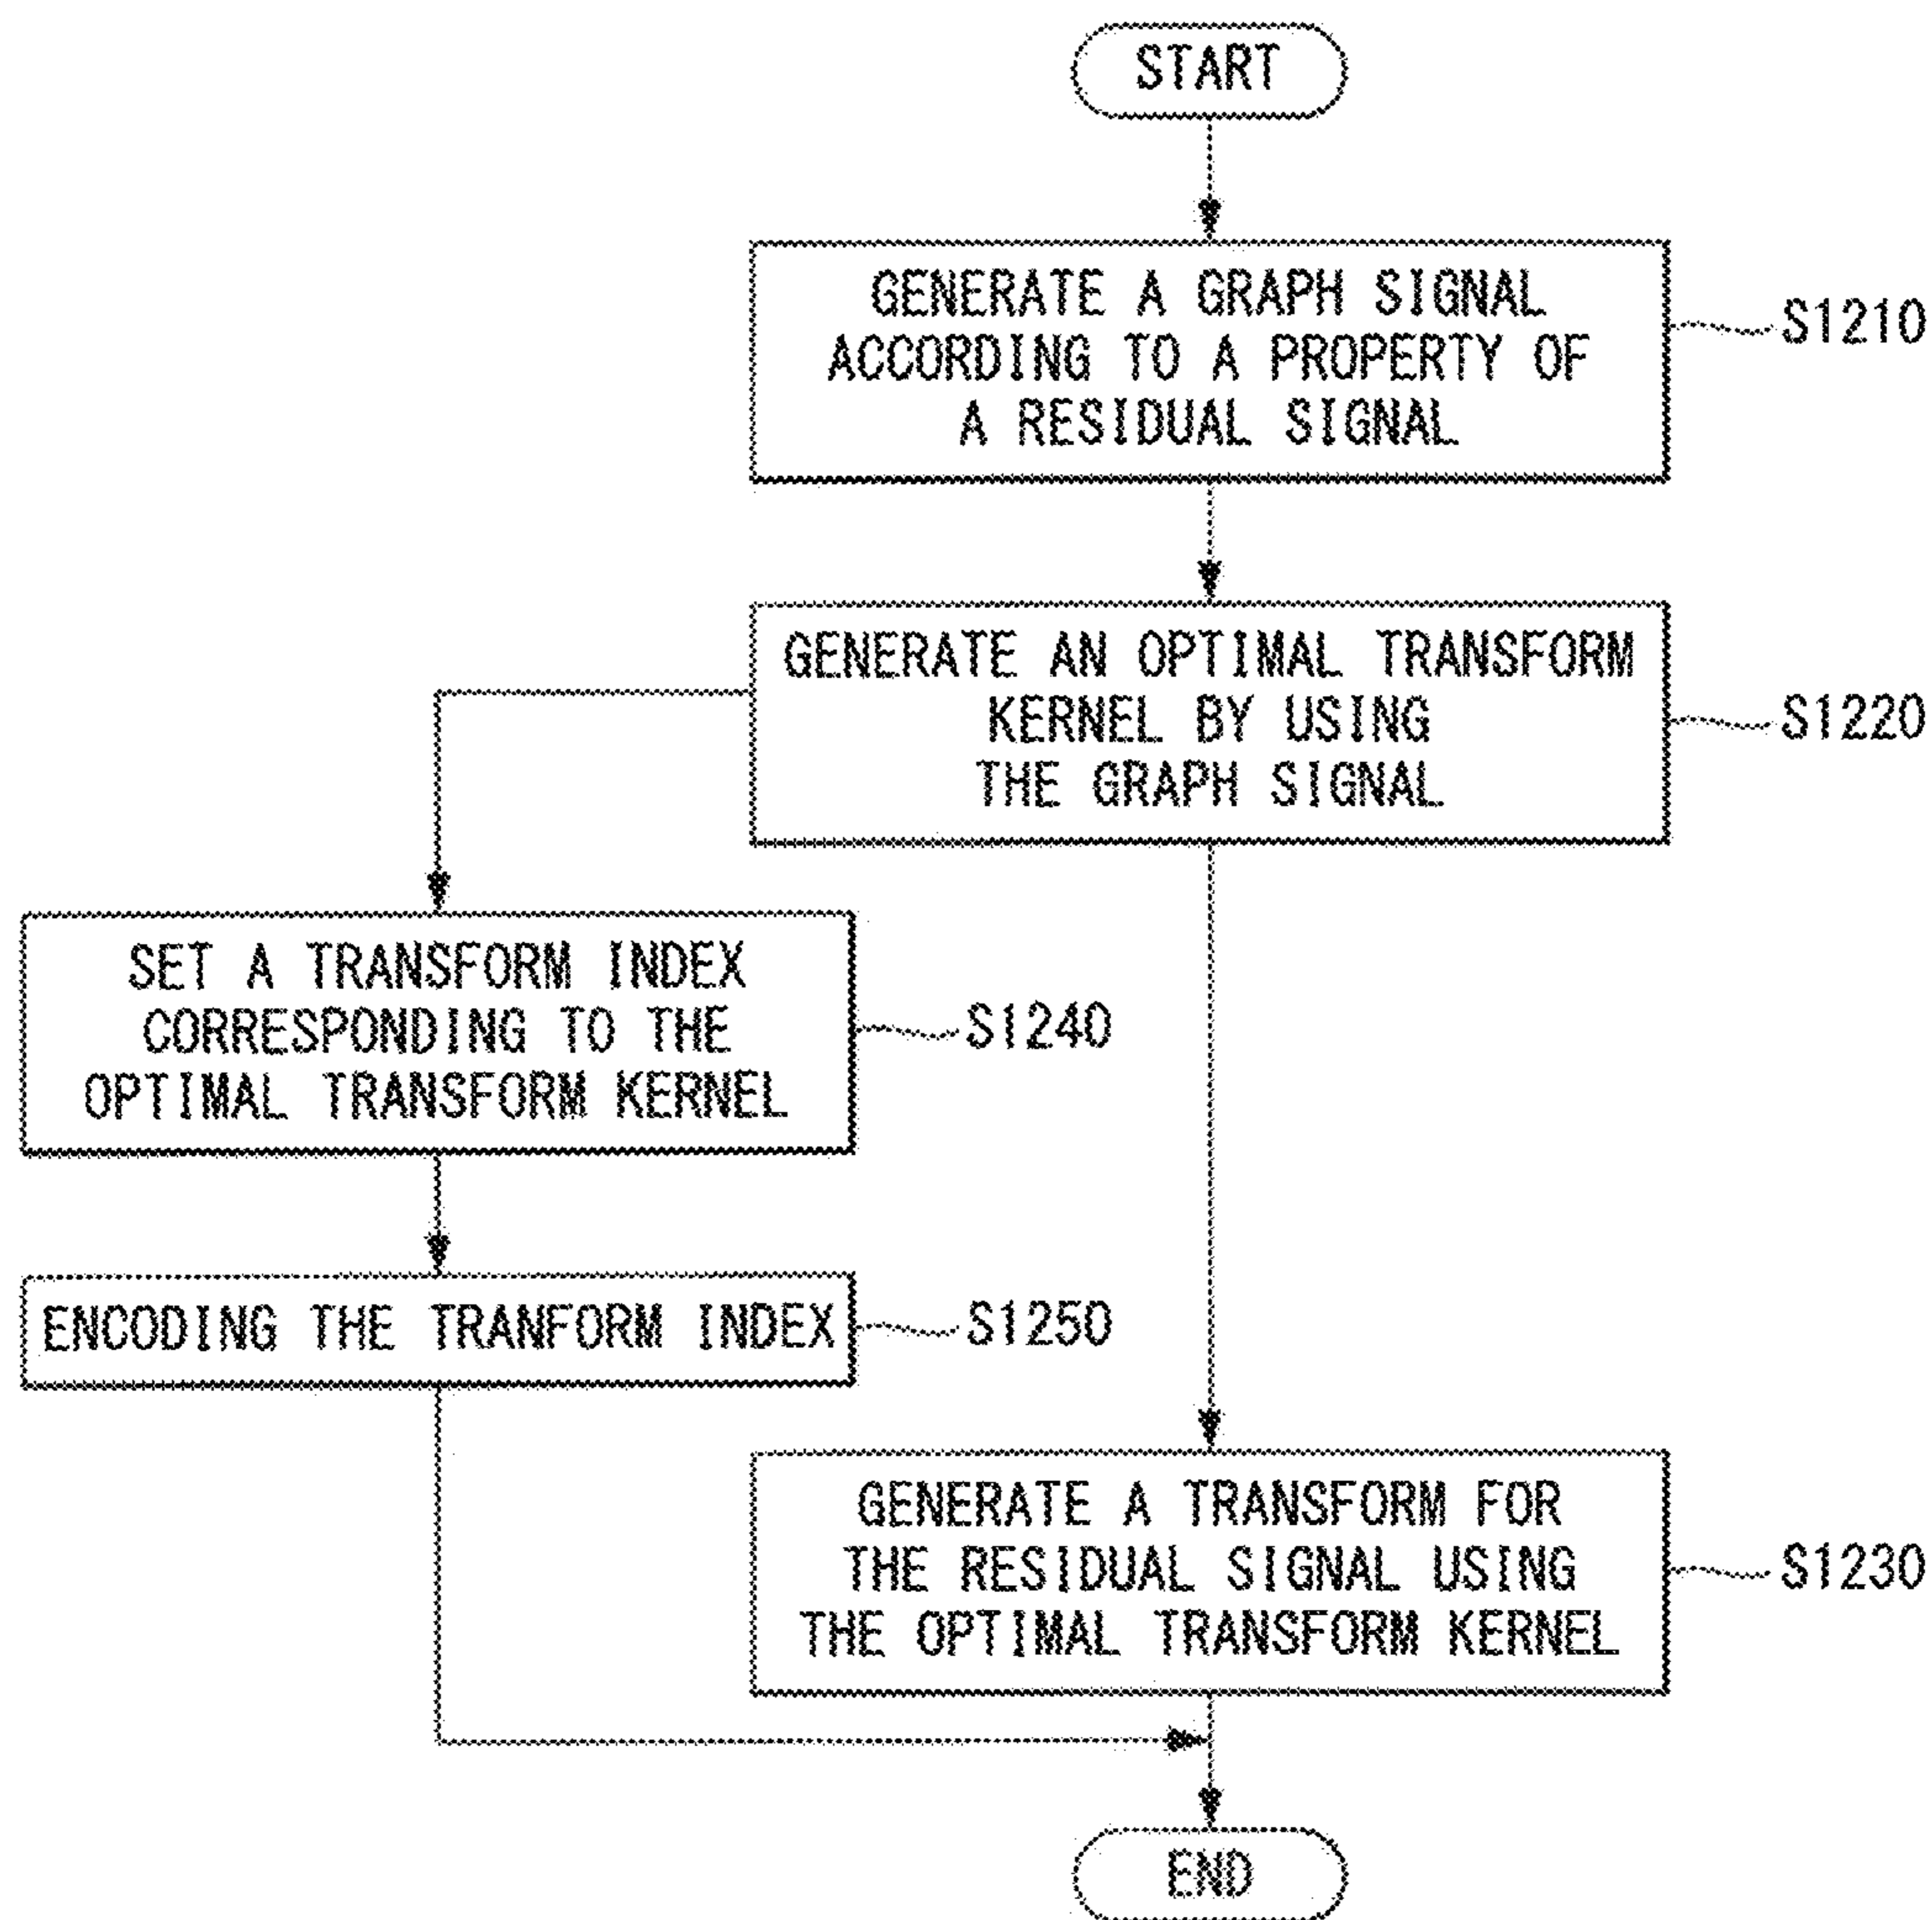 START
GENERATE A GRAPH SIGNAL
ACCORDING TO A PROPERTY OF
A RESIDUAL SIGNAL
S1210
GENERATE AN OPTIMAL TRANSFORM
KERNEL BY USING
THE GRAPH SIGNAL
S1220
SET A TRANSFORM INDEX
CORRESPONDING TO THE
OPTIMAL TRANSFORM KERNEL
S1240
ENCODING THE TRANFORM INDEX
S1250
GENERATE A TRANSFORM FOR
THE RESIDUAL SIGNAL USING
THE OPTIMAL TRANSFORM KERNEL
S1230
END